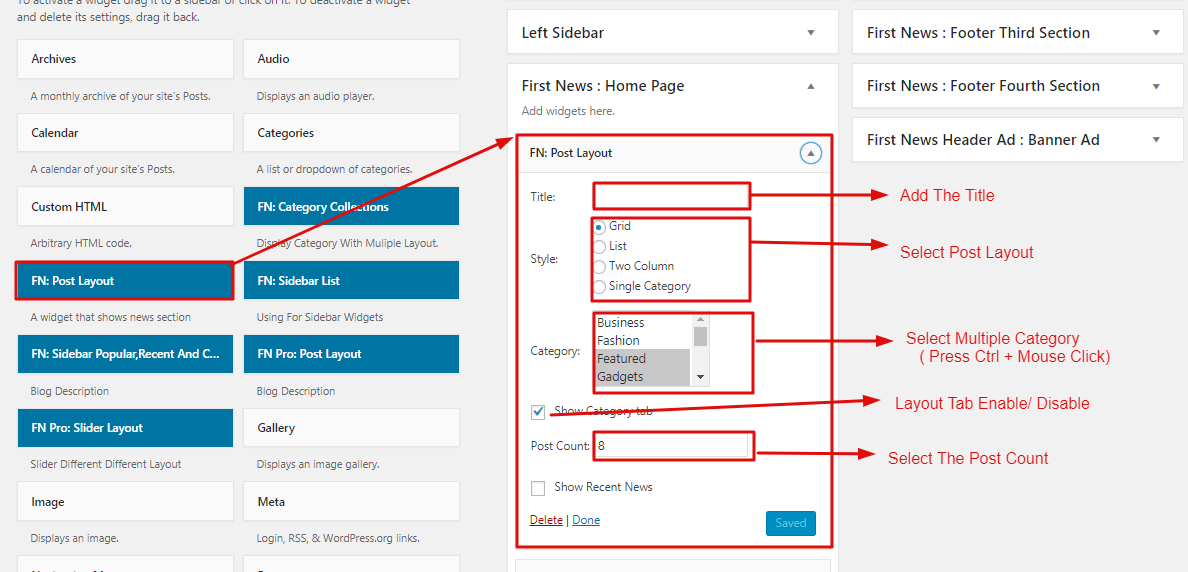 To activate a widget drag it to a sidebar or click on it. To deactivate a widget
and delete its settings, drag it back.
Archives
Audio
A monthly archive of your site's Posts.
Displays an audio player.
Calendar
Categories
A calendar of your site's Posts.
A list or dropdown of categories.
Custom HTML
FN: Category Collections
Arbitrary HTML code.
Display Category With Muliple Layout.
FN: Post Layout
FN: Sidebar List
A widget that shows news section
Using For Sidebar Widgets
FN: Sidebar Popular,Recent And C...
FN Pro: Post Layout
Blog Description
Blog Description
FN Pro: Slider Layout
Gallery
Slider Different Different Layout
Displays an image gallery.
Image
Meta
Displays an image.
Login, RSS, & WordPress.org links.
Left Sidebar
First News : Home Page
Add widgets here.
FN: Post Layout
Title:
Style:
Grid
List
Two Column
Single Category
Category:
Business
Fashion
Featured
Gadgets
Show Category tab
Post Count:
8
Show Recent News
Delete | Done
Saved
First News : Footer Third Section
First News : Footer Fourth Section
First News Header Ad : Banner Ad
Add The Title
Select Post Layout
Select Multiple Category
( Press Ctrl + Mouse Click)
Layout Tab Enable/ Disable
Select The Post Count